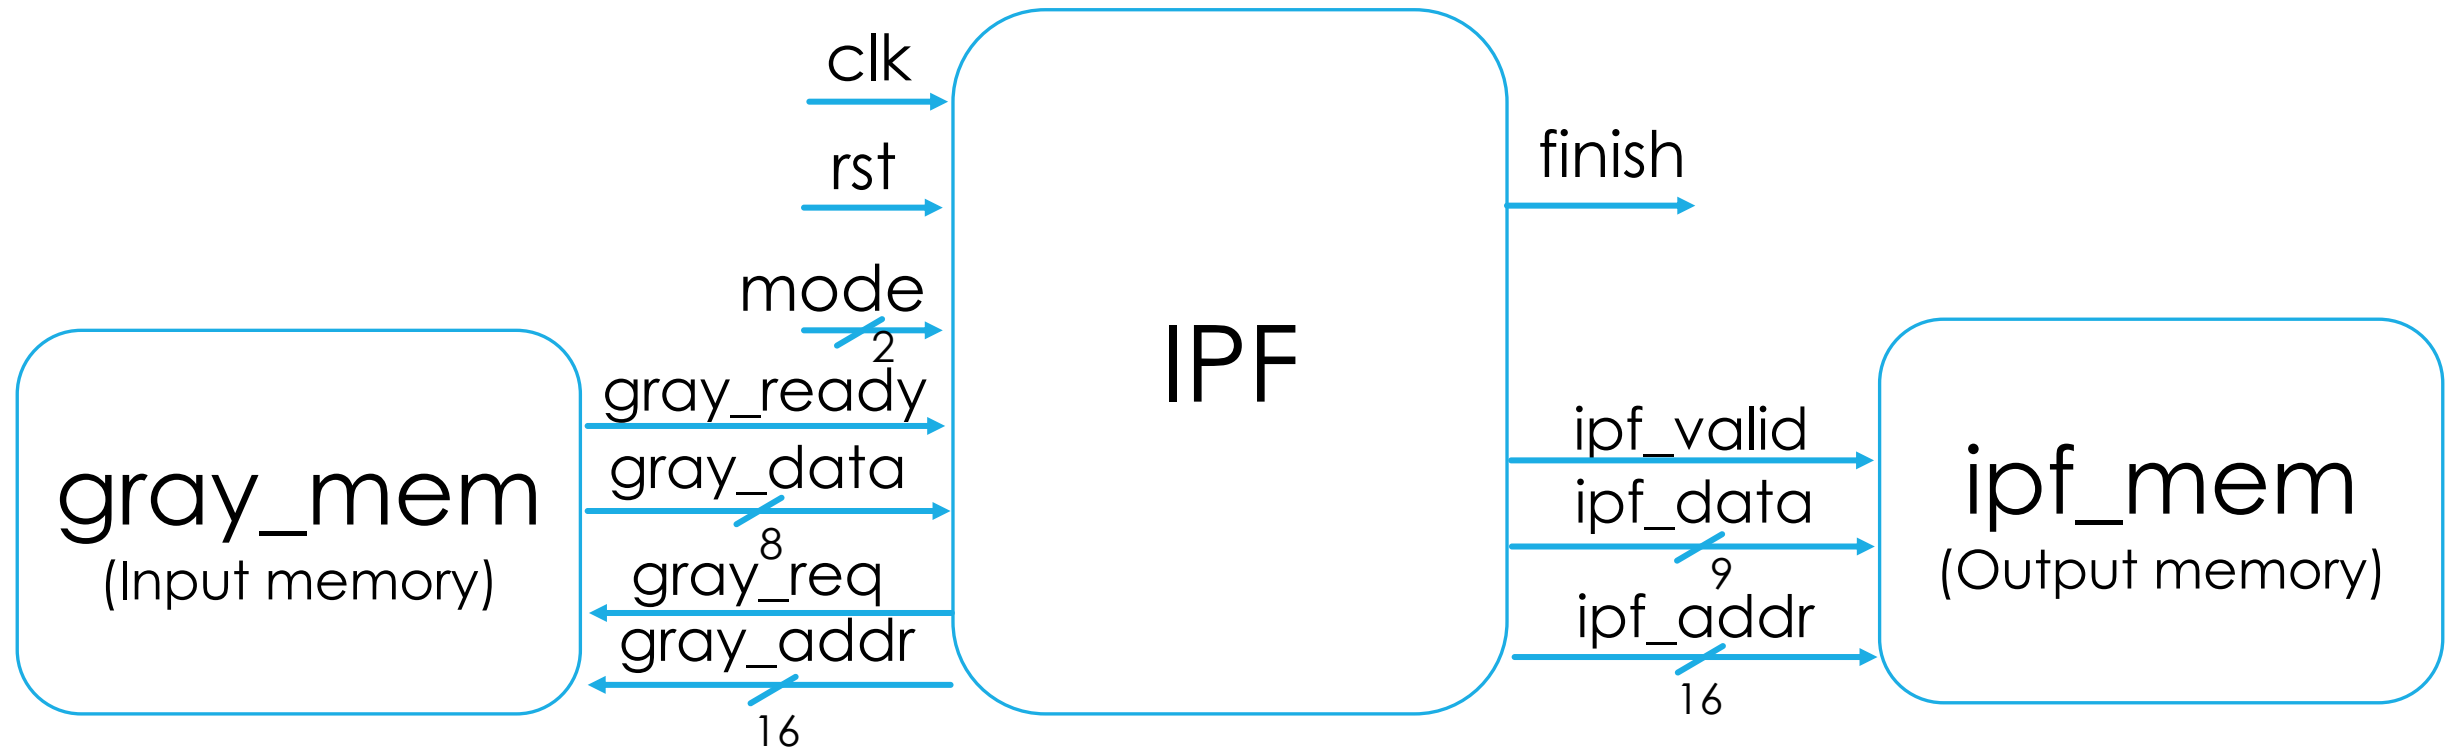 clk
rst
mode
2
gray_ready
gray_data
8
gray_req
gray_addr
16
gray_mem
(Input memory)
IPF
finish
ipf_valid
ipf_data
9
ipf_addr
16
ipf_mem
(Output memory)